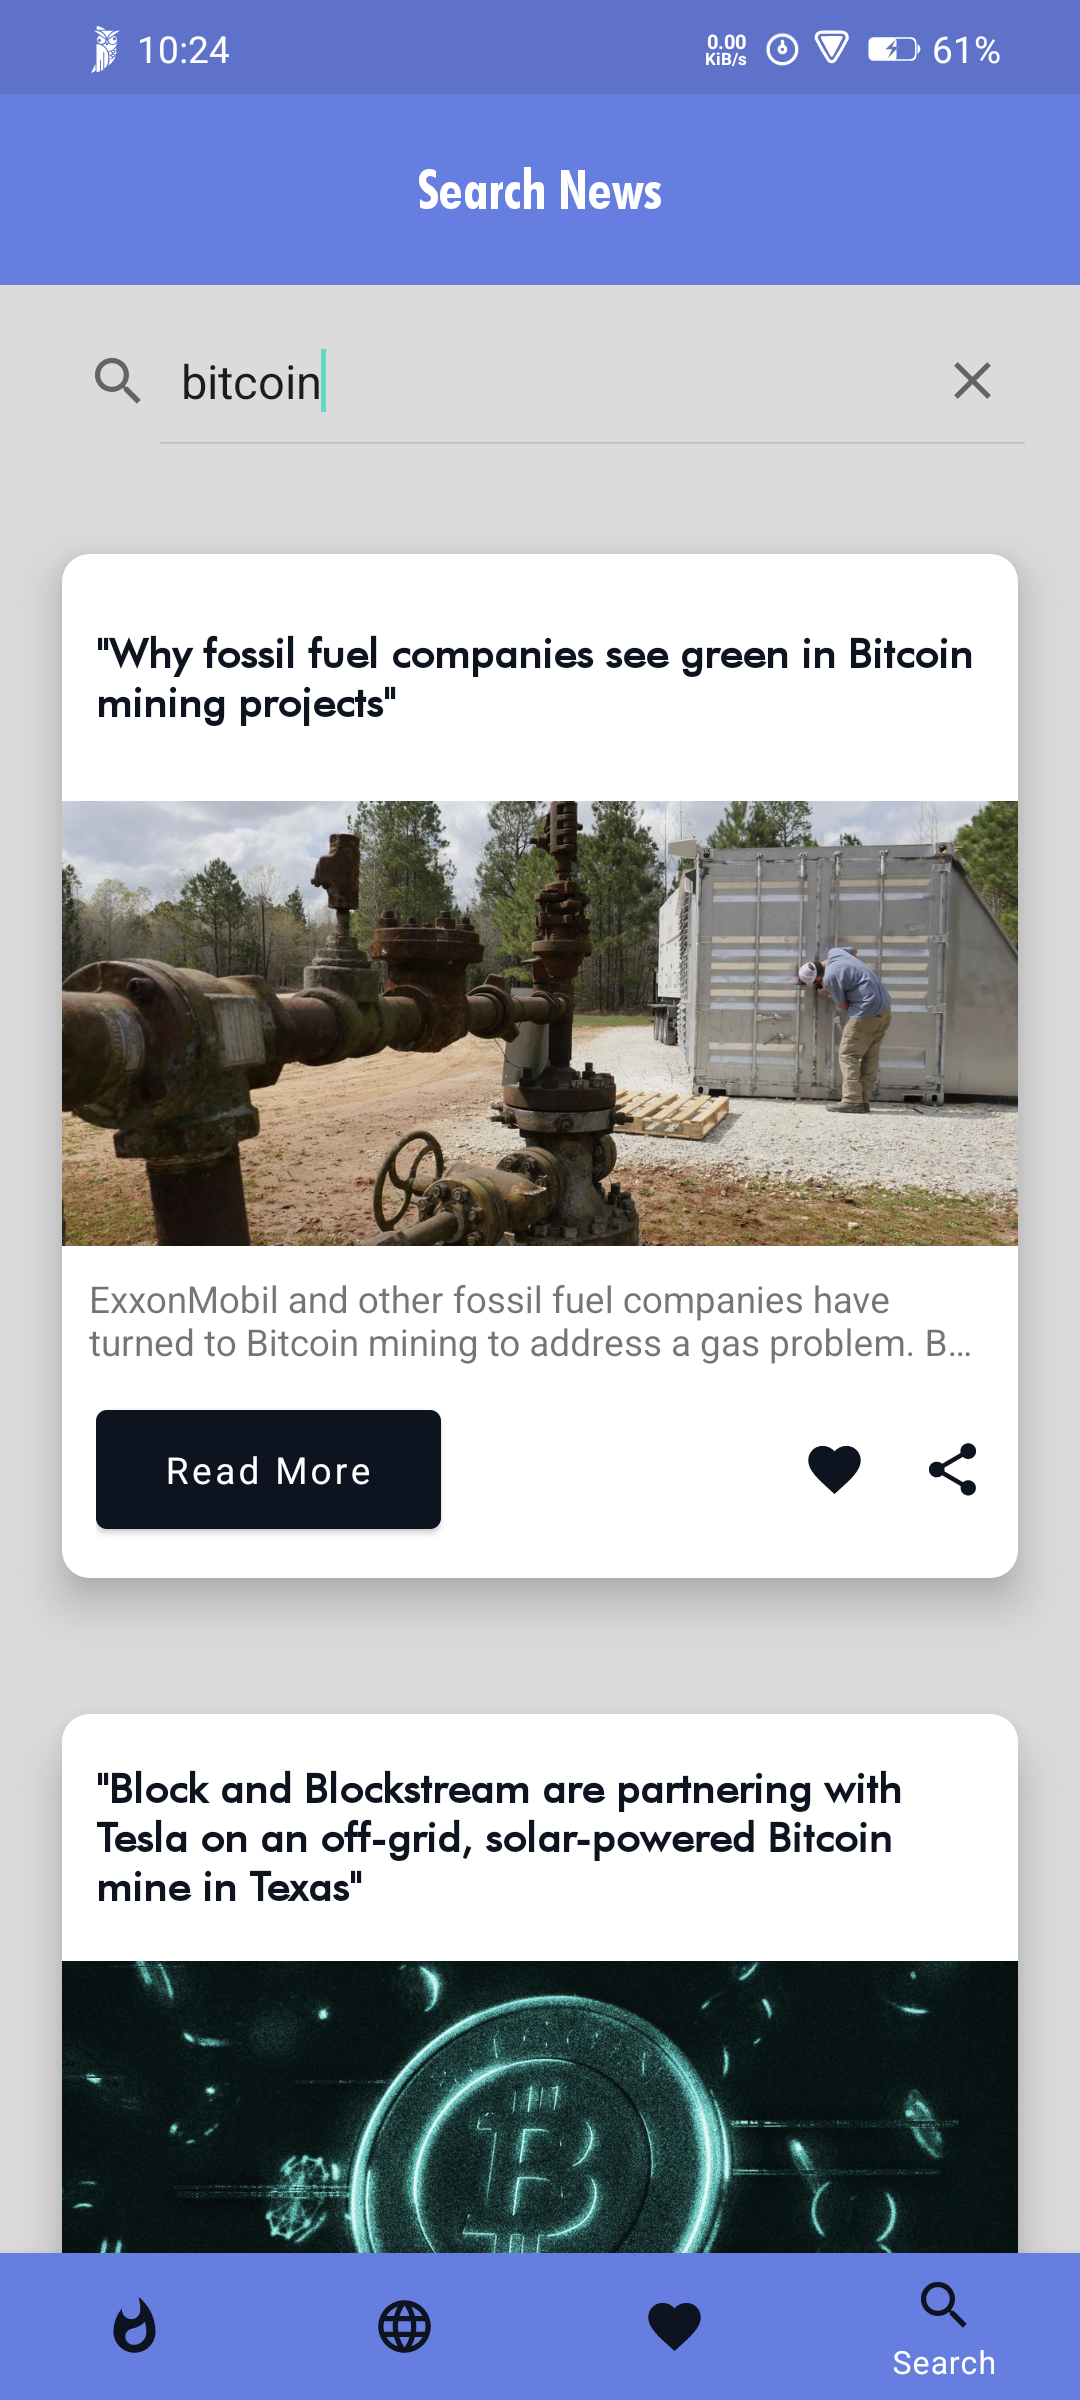 10:24
0.00
KiB/s
61%
Search News
bitcoin
"Why fossil fuel companies see green in Bitcoin
mining projects"
ExxonMobil and other fossil fuel companies have
turned to Bitcoin mining to address a gas problem. B…
Read More
"Block and Blockstream are partnering with
Tesla on an off-grid, solar-powered Bitcoin
mine in Texas"
Search